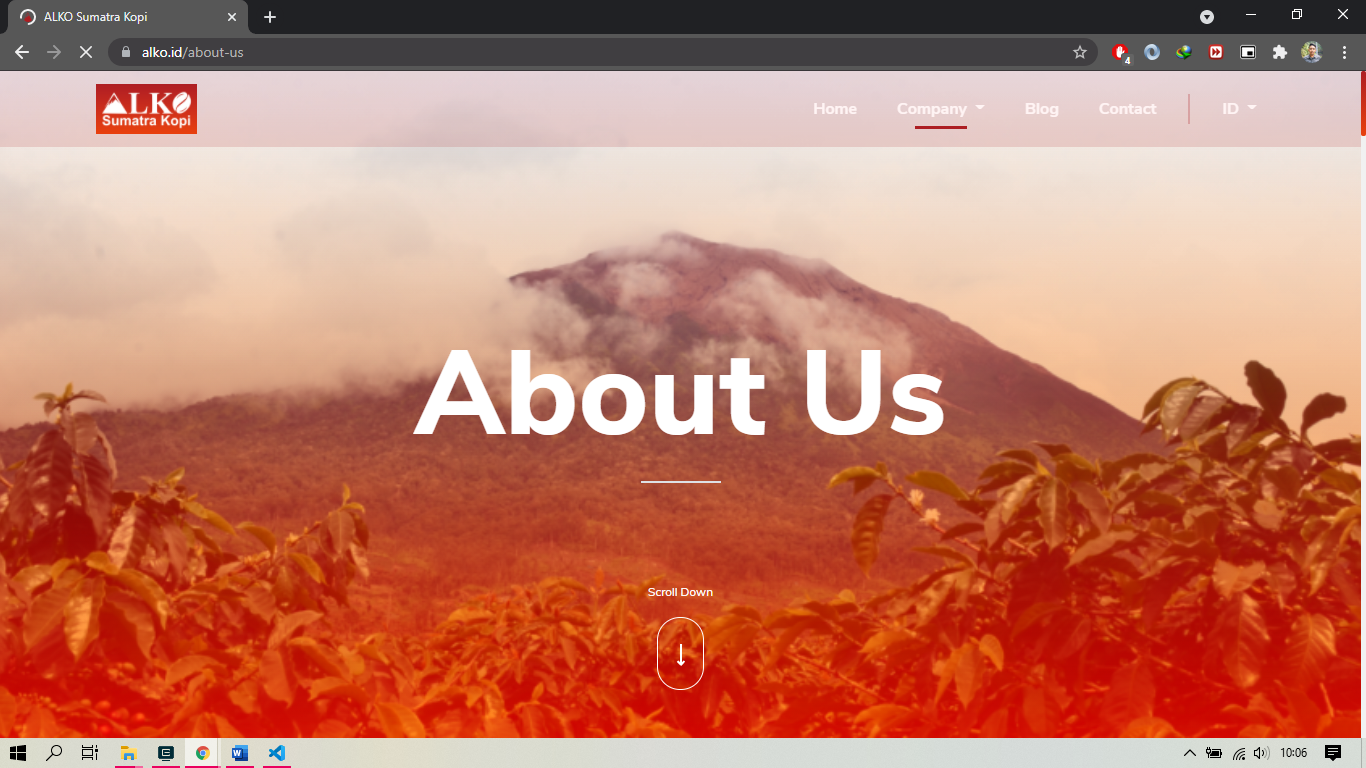 ALKO Sumatra Kopi
alko.id/about-us
4
ALKO
Sumatra Kopi
Home
Company
Blog
Contact
ID
About Us
Scroll Down
10:06